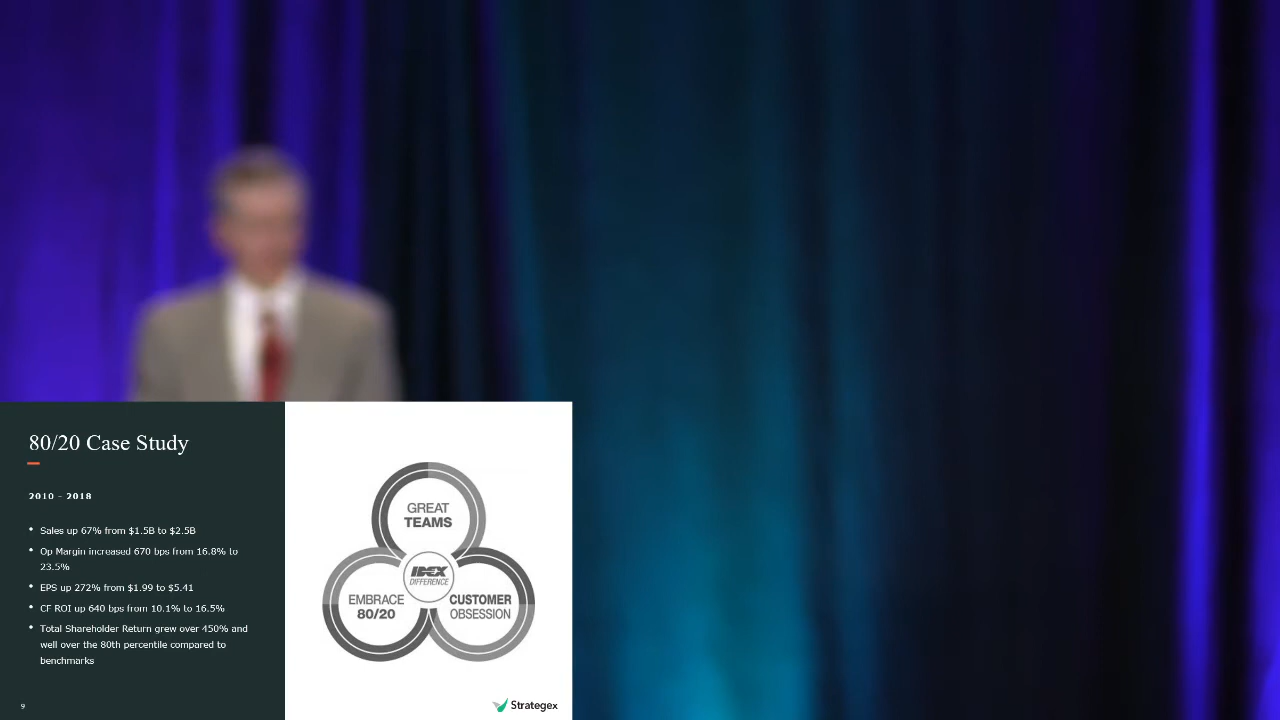 80/20 Case Study
2010 - 2018
• Sales up 67% from $1.5B to $2.5B
• Op Margin increased 670 bps from 16.8% to
23.5%
• EPS up 272% from $1.99 to $5.41
• CF ROI up 640 bps from 10.1% to 16.5%
• Total Shareholder Return grew over 450% and
well over the 80th percentile compared to
benchmarks
GREAT
TEAMS
IDEX
DIFFERENCE
EMBRACE
80/20
CUSTOMER
OBSESSION
9
Strategex